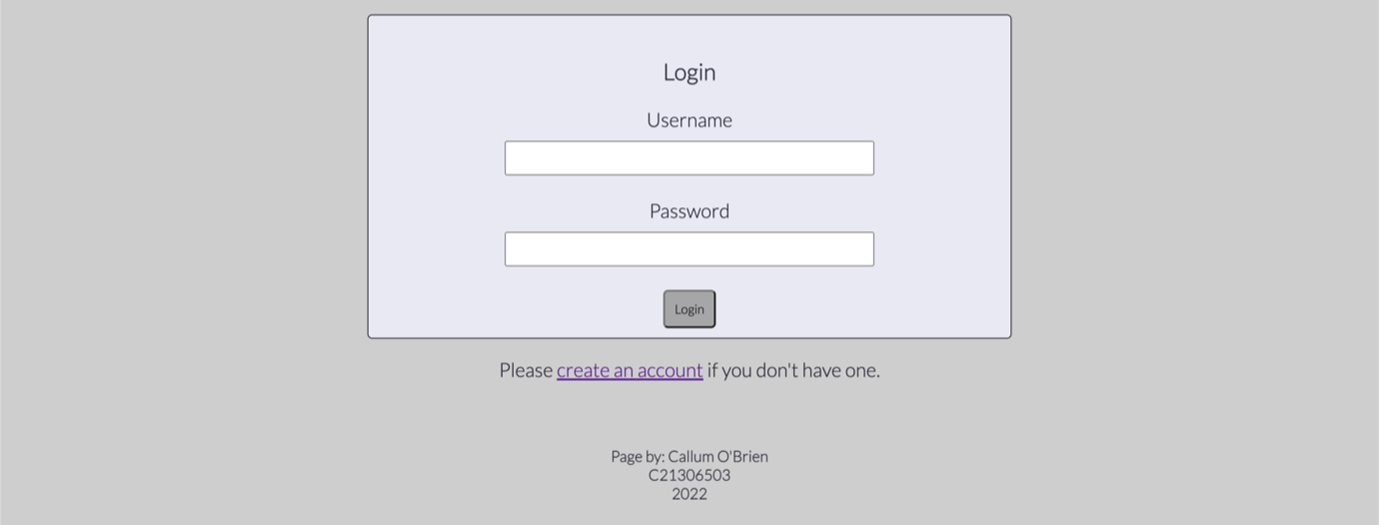 Login
Username
Password
Login
Please create an account if you don't have one.
Page by: Callum O'Brien
C21306503
2022